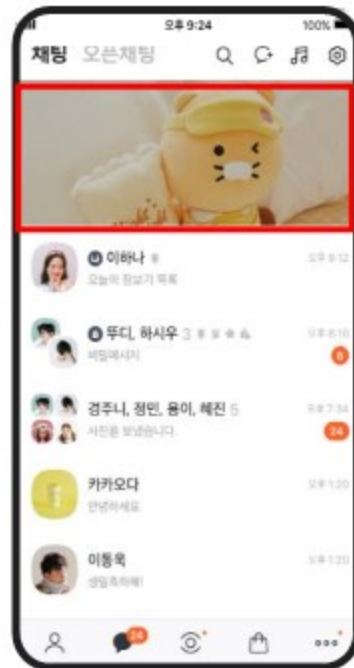 오후 9:24 100%
채팅 오픈채팅
이하나
오후 9:12
오늘의 장보기 목록
뚜디, 하시우 3
오후 8:10
비밀메시지
6
경주니, 정민, 용이, 혜진 5
오후 7:34
사진을 보냈습니다.
24
카카오다
오후 1:20
안녕하세요
이통욱
오후 1:20
생일축하해!
24